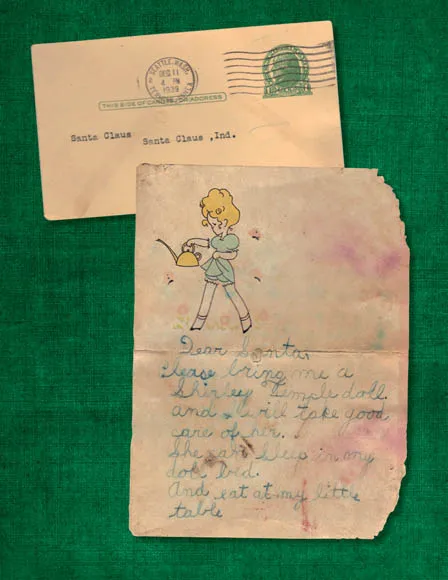 SEATTLE, WASH.
DEC 11
4 PM
1939
THIS SIDE OF CARD IS FOR ADDRESS
Santa Claus Santa Claus ,Ind.
Dear Santa,
Please bring me a
Shirley Temple doll.
and I will take good
care of her.
She can sleep in my
doll bed.
And eat at my little
table